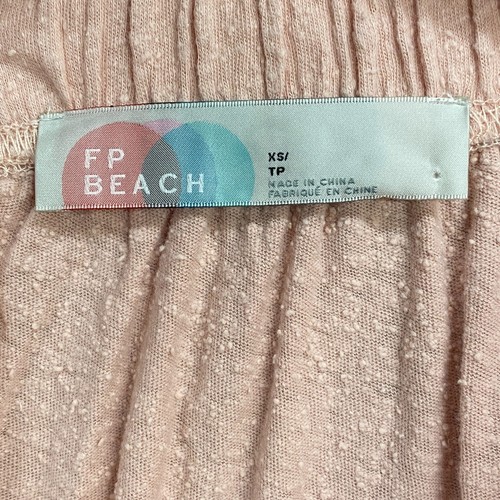 FP
BEACH
XS/
TP
MADE IN CHINA
FABRIQUÉ EN CHINE